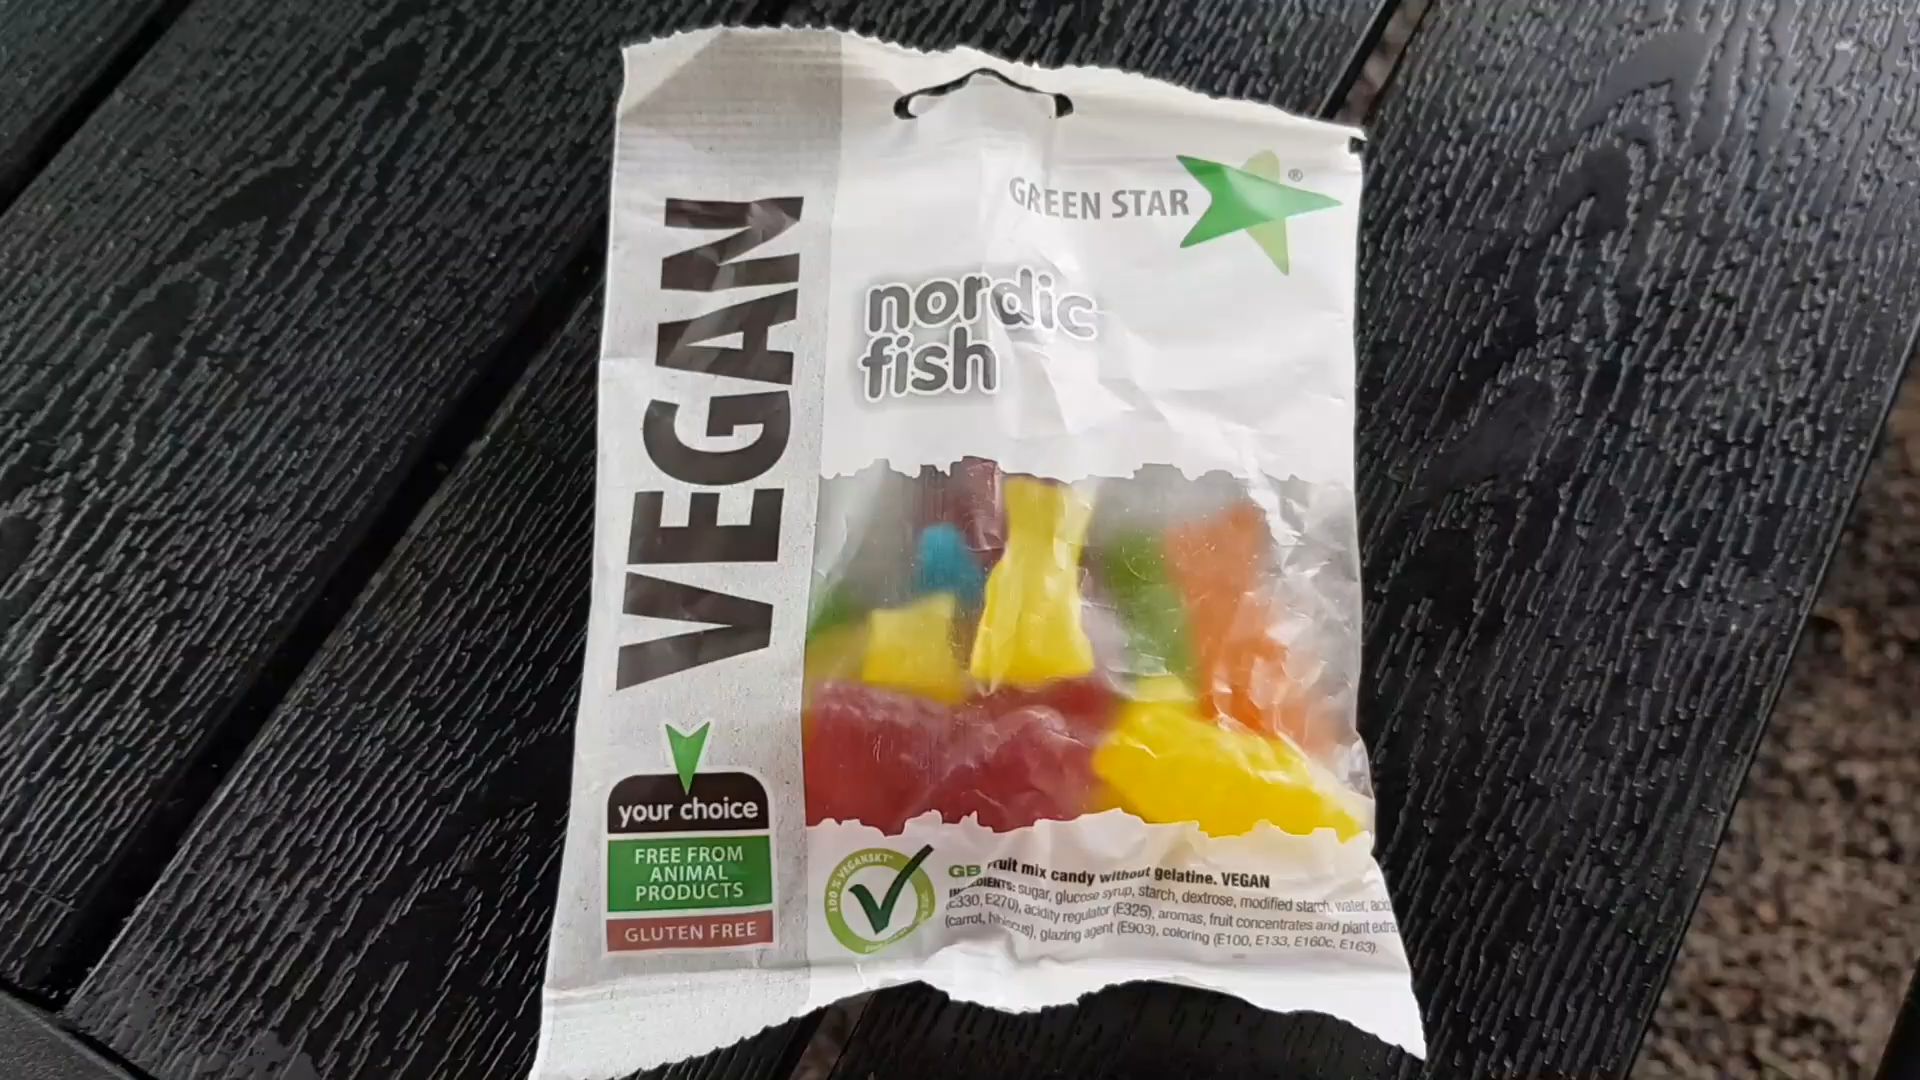 VEGAN
GREEN STAR ®
nordic
fish
your choice
FREE FROM
ANIMAL
PRODUCTS
GLUTEN FREE
100% VEGANSKT
GB Fruit mix candy without gelatine. VEGAN
INGREDIENTS: sugar, glucose syrup, starch, dextrose, modified starch, water, acid
(E330, E270), acidity regulator (E325), aromas, fruit concentrates and plant extra
(carrot, hibiscus), glazing agent (E903), coloring (E100, E133, E160c, E163).